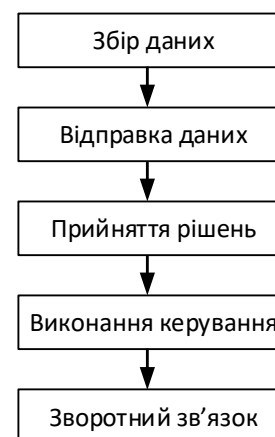 Збір даних
Відправка даних
Прийняття рішень
Виконання керування
Зворотний зв’язок